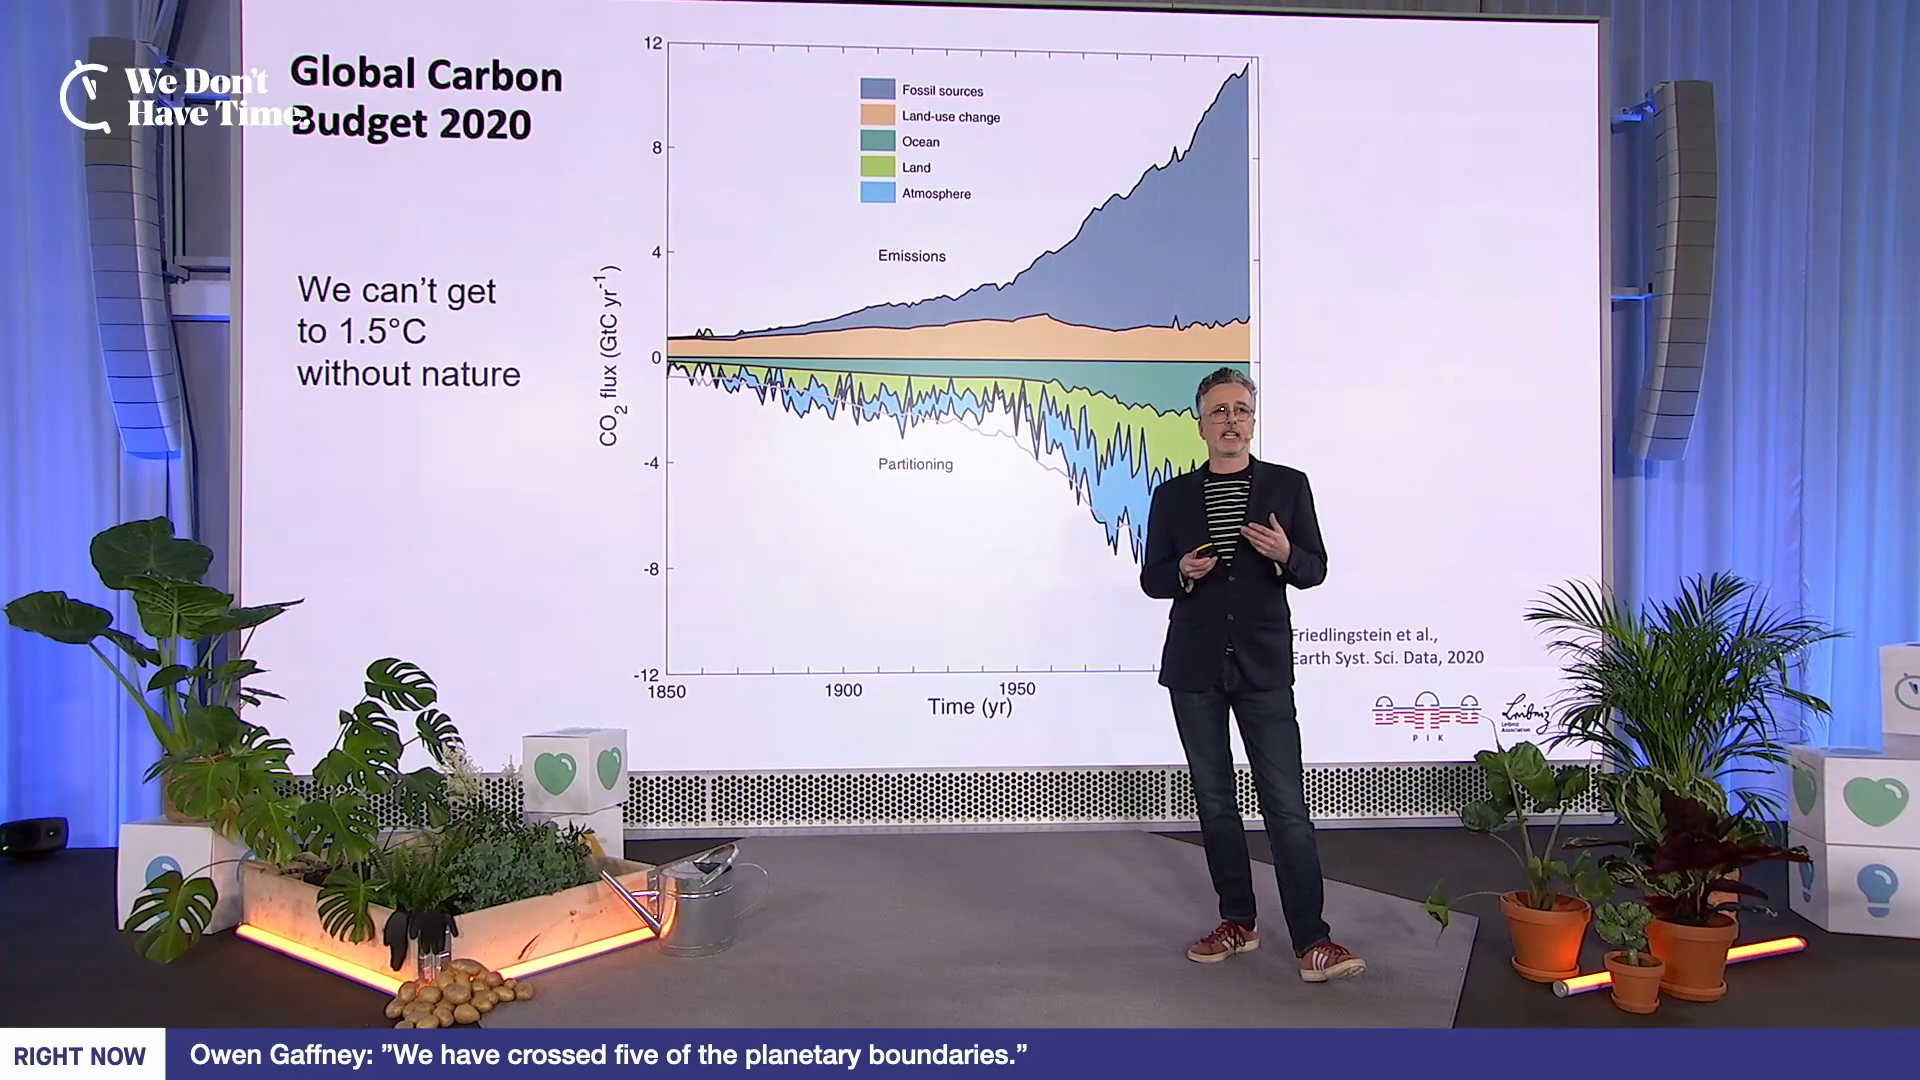 We Don't
Have Time.
Global Carbon
Budget 2020
We can't get
to 1.5°C
without nature
12
8
4
0
-4
-8
-12
CO2 flux (GtC yr-1)
Fossil sources
Land-use change
Ocean
Land
Atmosphere
Emissions
Partitioning
1850
1900
1950
Time (yr)
Friedlingstein et al.,
Earth Syst. Sci. Data, 2020
P I K
Leibniz
Leibniz
Association
RIGHT NOW
Owen Gaffney: ”We have crossed five of the planetary boundaries.”